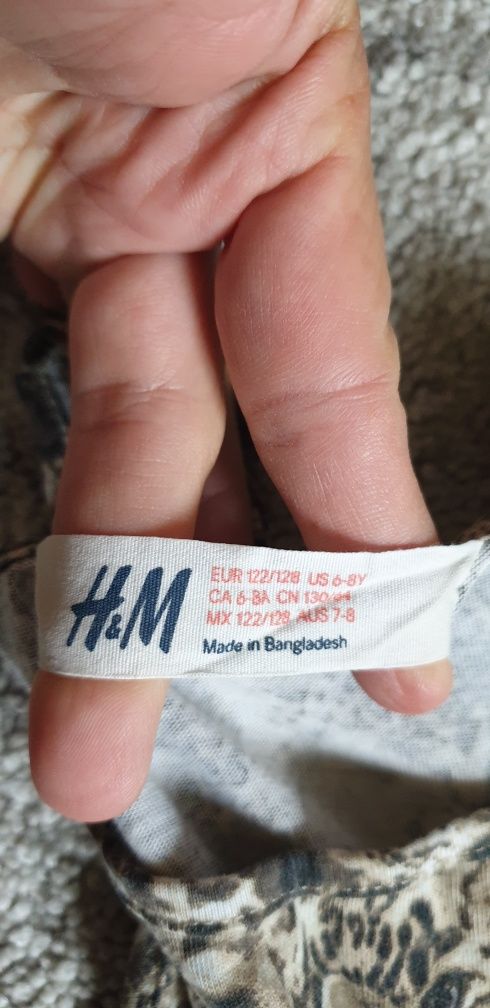 H&M
EUR 122/128 US 6-8Y
CA 6-8A CN 130/64
MX 122/128 AUS 7-8
Made in Bangladesh